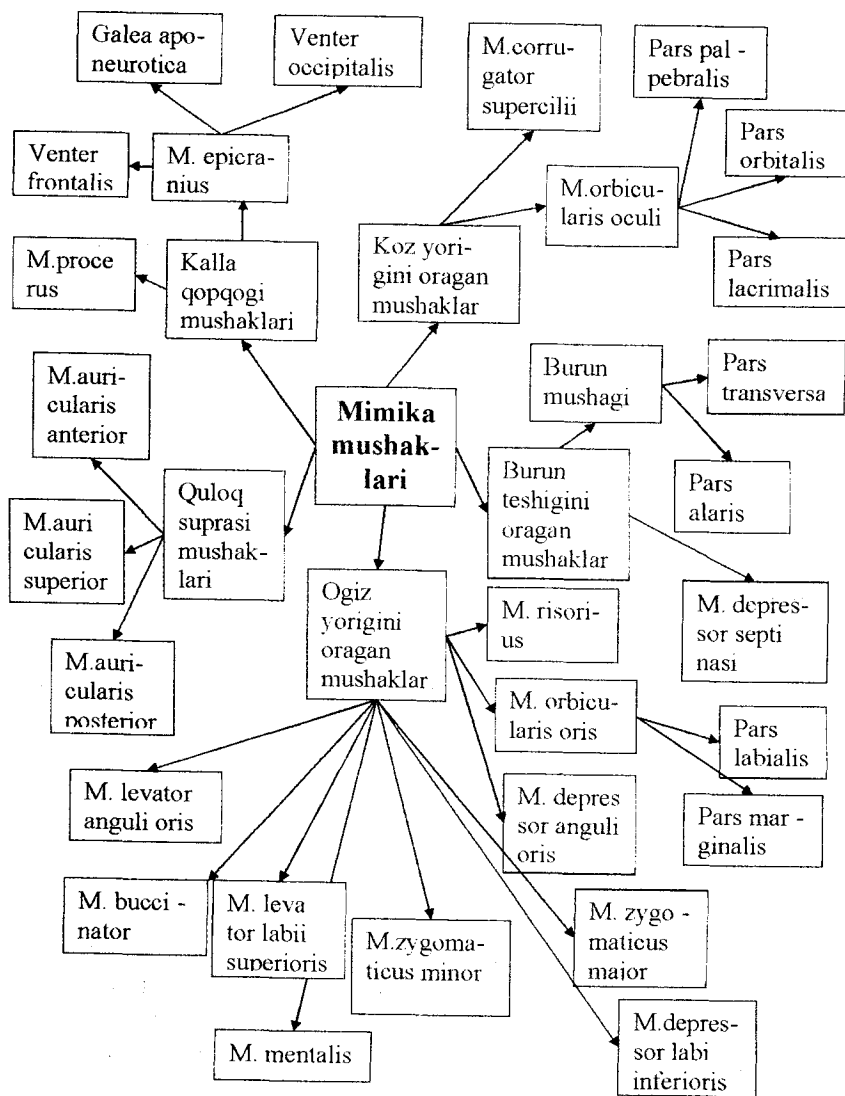 Galea apo-
neurotica
Venter
occipitalis
M.corru-
gator
supercilii
Pars pal -
pebralis
Venter
frontalis
M. epicra-
nius
Pars
orbitalis
M.orbicu-
laris oculi
M.proce
rus
Kalla
qopqogi
mushaklari
Koz yori-
gini oragan
mushaklar
Pars
lacrimalis
M.auri-
cularis
anterior
Mimika
mushak-
lari
Burun
mushagi
Pars
transversa
Quloq
suprasi
mushak-
lari
Burun
teshigini
oragan
mushaklar
Pars
alaris
M.auri
cularis
superior
Ogiz
yorigini
oragan
mushaklar
M. risori-
us
M. depres-
sor septi
nasi
M.auri-
cularis
posterior
M. orbicu-
laris oris
Pars
labialis
M. levator
anguli oris
M. depres
sor anguli
oris
Pars mar -
ginalis
M. bucci -
nator
M. leva
tor labii
superioris
M.zygoma-
ticus minor
M. zygo -
maticus
major
M. mentalis
M.depres-
sor labi
inferioris